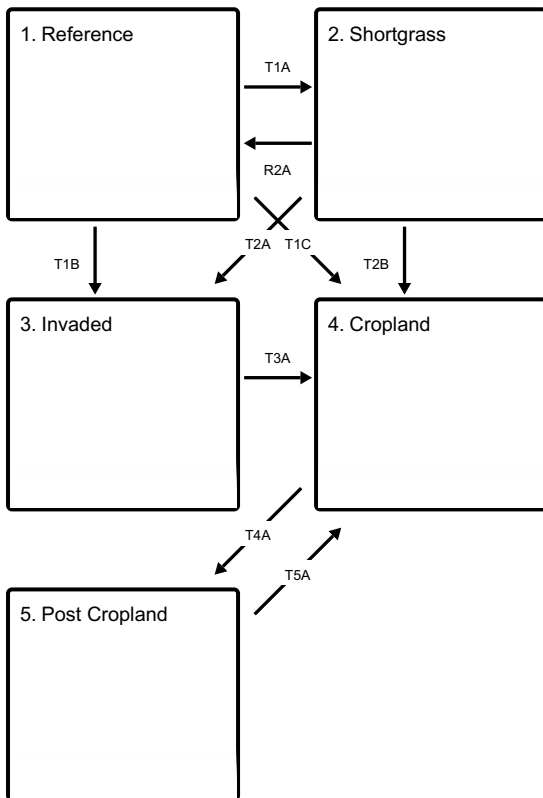 1. Reference
2. Shortgrass
T1A
R2A
T1B
T2A
T1C
T2B
3. Invaded
4. Cropland
T3A
T4A
T5A
5. Post Cropland